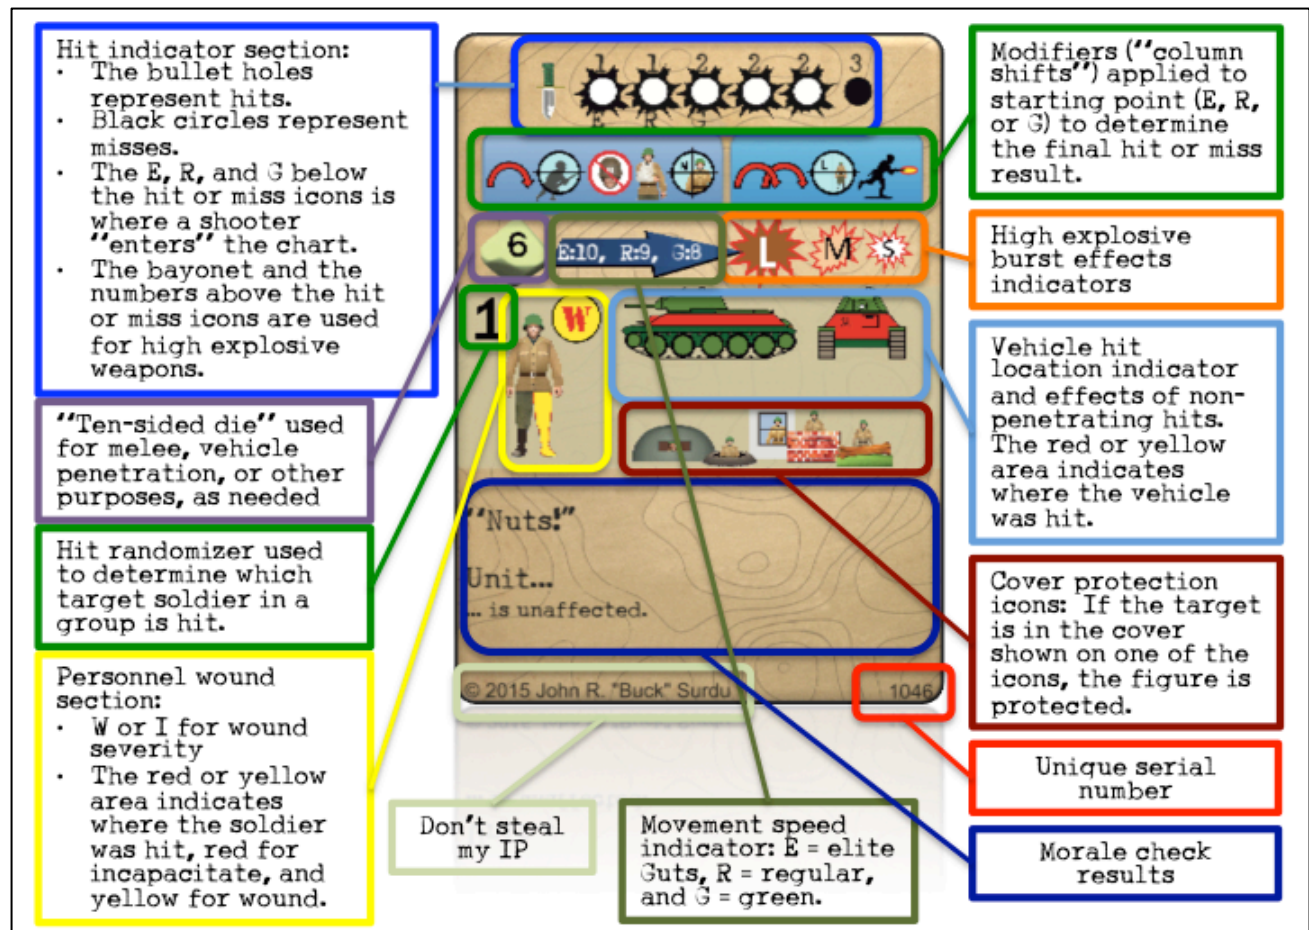 Hit indicator section:
· The bullet holes
represent hits.
· Black circles represent
misses.
· The E, R, and G below
the hit or miss icons is
where a shooter
"enters" the chart.
· The bayonet and the
numbers above the hit
or miss icons are used
for high explosive
weapons.
"Ten-sided die" used
for melee, vehicle
penetration, or other
purposes, as needed
Hit randomizer used
to determine which
target soldier in a
group is hit.
Personnel wound
section:
· W or I for wound
severity
· The red or yellow
area indicates
where the soldier
was hit, red for
incapacitate, and
yellow for wound.
1 1 2 2 2 3
E R G
L
6
E:10, R:9, G:8
L M S
1
W
"Nuts!"
Unit...
... is unaffected.
© 2015 John R. "Buck" Surdu
1046
Don't steal
my IP
Movement speed
indicator: E = elite
Guts, R = regular,
and G = green.
Modifiers ("column
shifts") applied to
starting point (E, R,
or G) to determine
the final hit or miss
result.
High explosive
burst effects
indicators
Vehicle hit
location indicator
and effects of non-
penetrating hits.
The red or yellow
area indicates
where the vehicle
was hit.
Cover protection
icons: If the target
is in the cover
shown on one of the
icons, the figure is
protected.
Unique serial
number
Morale check
results